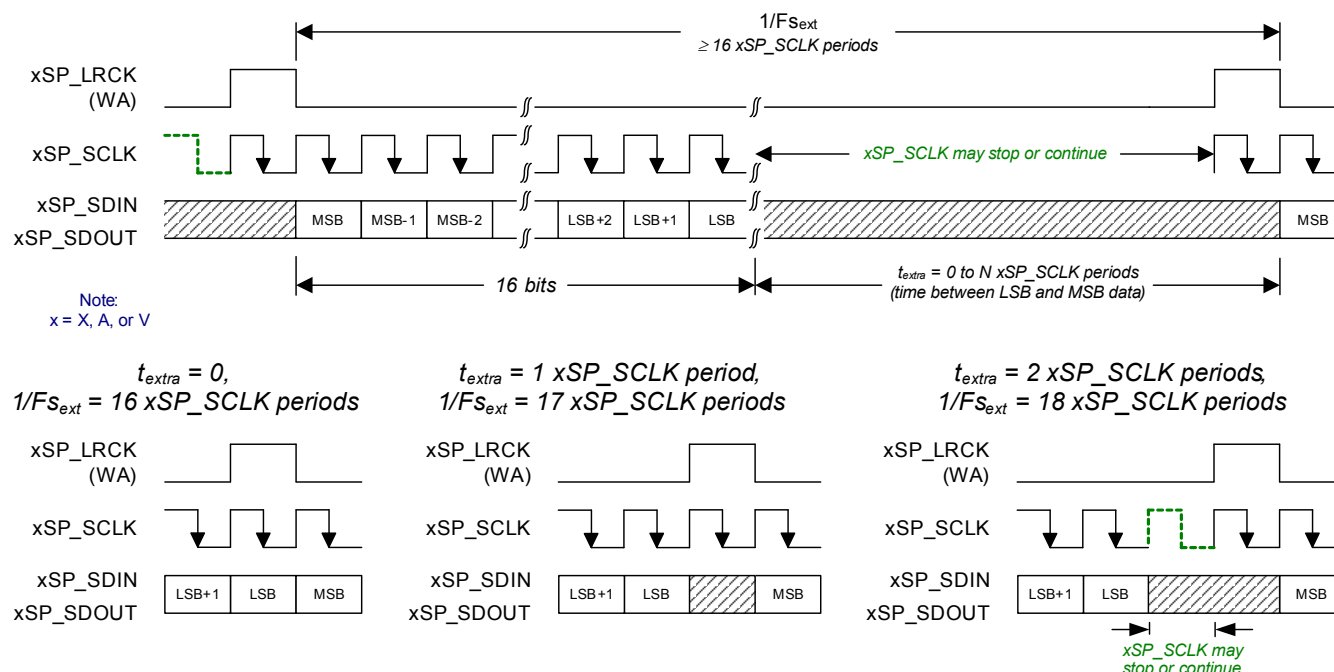 1/Fsext
≥ 16 xSP_SCLK periods
xSP_LRCK
(WA)
xSP_SCLK
xSP_SCLK may stop or continue
xSP_SDIN
xSP_SDOUT
MSB MSB-1 MSB-2 LSB+2 LSB+1 LSB MSB
16 bits
textra = 0 to N xSP_SCLK periods
(time between LSB and MSB data)
Note:
x = X, A, or V
textra = 0,
1/Fsext = 16 xSP_SCLK periods
xSP_LRCK
(WA)
xSP_SCLK
xSP_SDIN
xSP_SDOUT
LSB+1 LSB MSB
textra = 1 xSP_SCLK period,
1/Fsext = 17 xSP_SCLK periods
xSP_LRCK
(WA)
xSP_SCLK
xSP_SDIN
xSP_SDOUT
LSB+1 LSB MSB
textra = 2 xSP_SCLK periods,
1/Fsext = 18 xSP_SCLK periods
xSP_LRCK
(WA)
xSP_SCLK
xSP_SDIN
xSP_SDOUT
LSB+1 LSB MSB
xSP_SCLK may
stop or continue